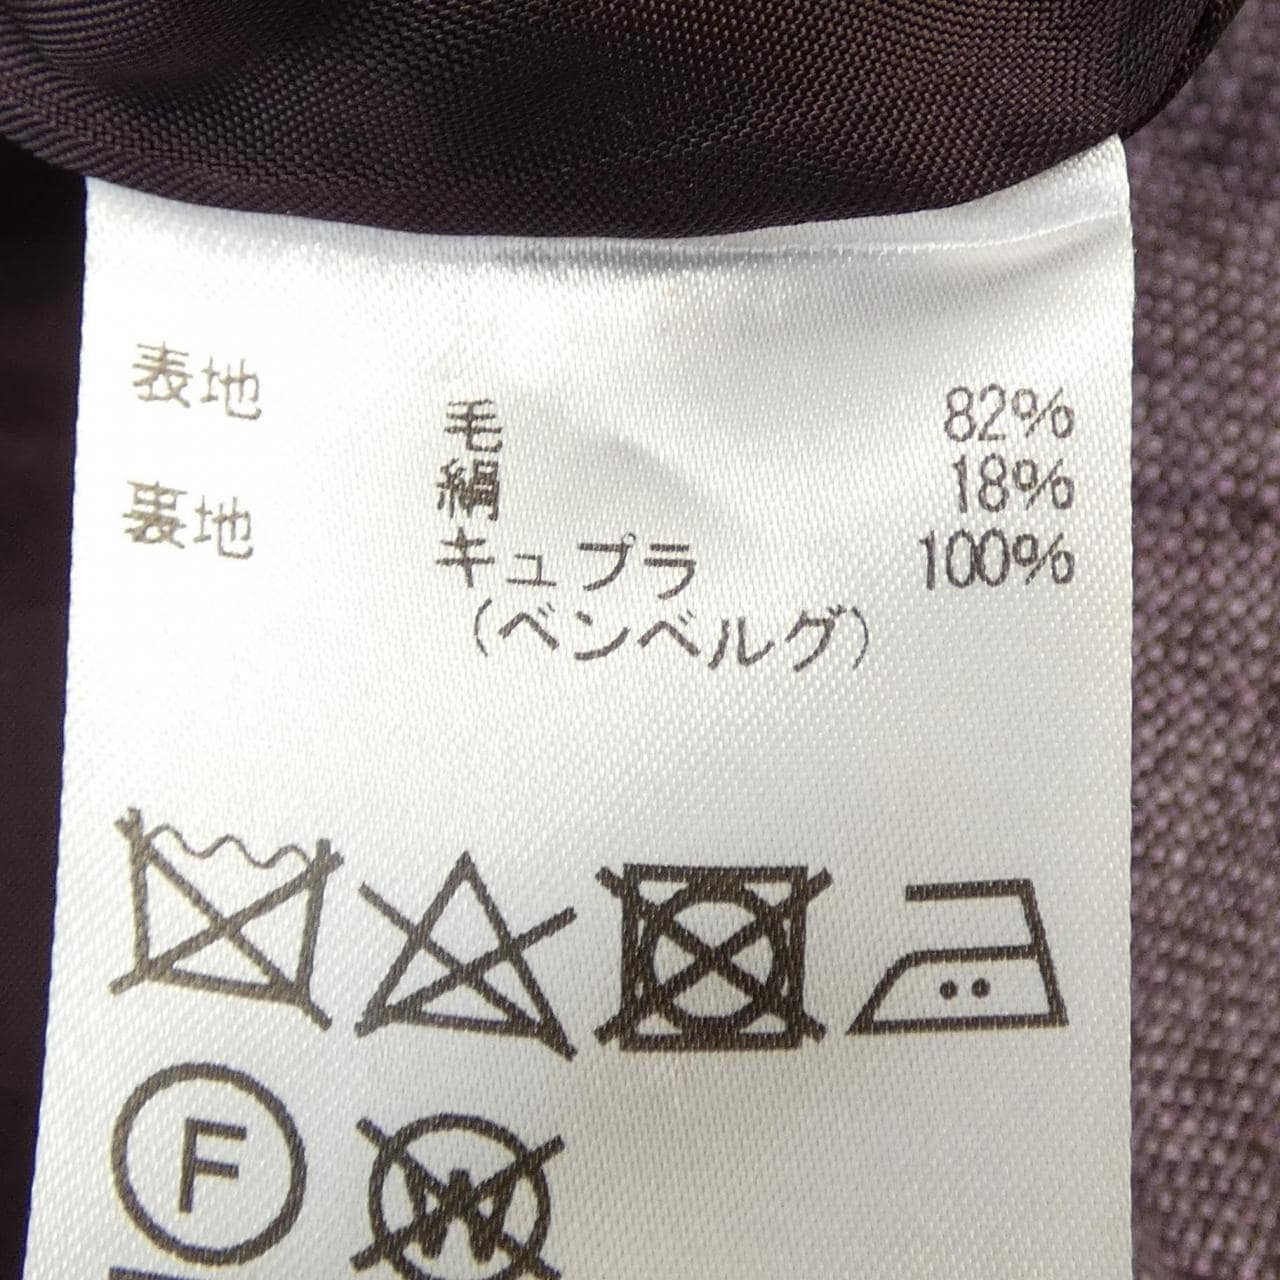 表地 毛 82%
絹 18%
裏地 キュプラ 100%
(ベンベルグ)
F W